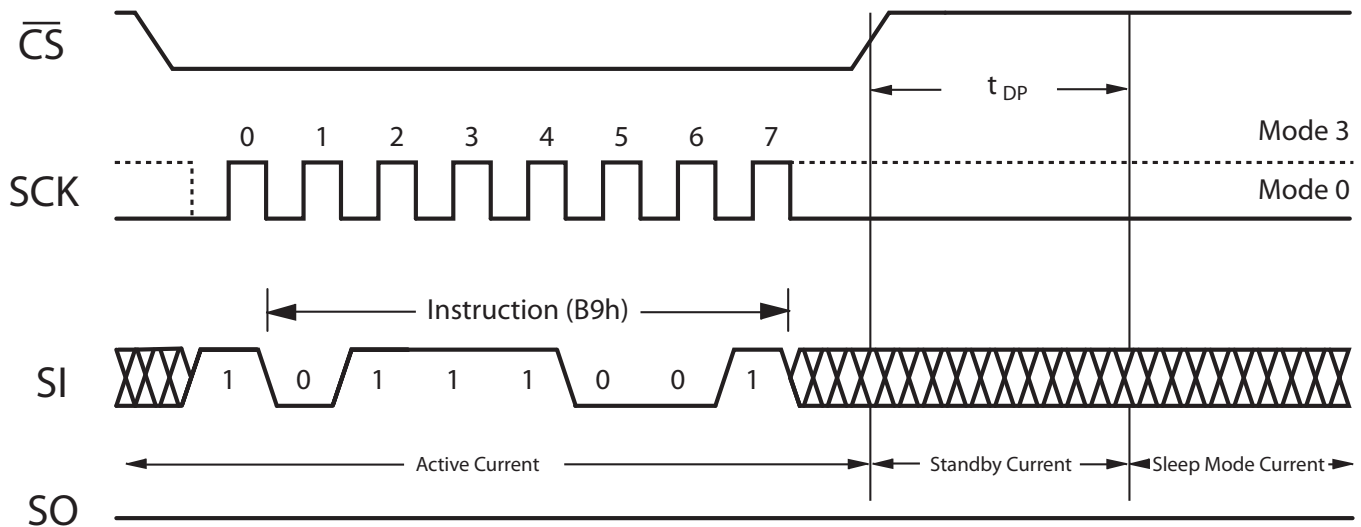 CS
t DP
0 1 2 3 4 5 6 7
Mode 3
SCK
Mode 0
Instruction (B9h)
SI
1 0 1 1 1 0 0 1
Active Current
Standby Current
Sleep Mode Current
SO